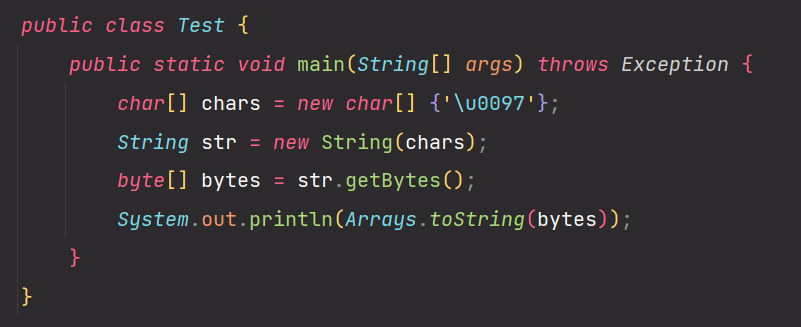 public class Test {
    public static void main(String[] args) throws Exception {
        char[] chars = new char[] {'\u0097'};
        String str = new String(chars);
        byte[] bytes = str.getBytes();
        System.out.println(Arrays.toString(bytes));
    }
}